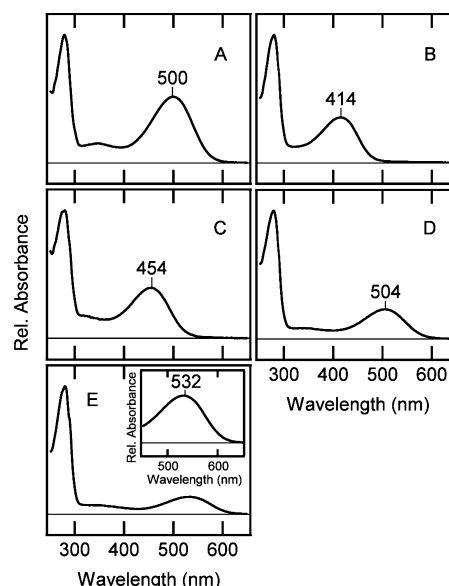 A
500
B
414
C
454
D
504
Rel. Absorbance
300 400 500 600
Wavelength (nm)
E
532
Rel. Absorbance
500 600
Wavelength (nm)
300 400 500 600
Wavelength (nm)